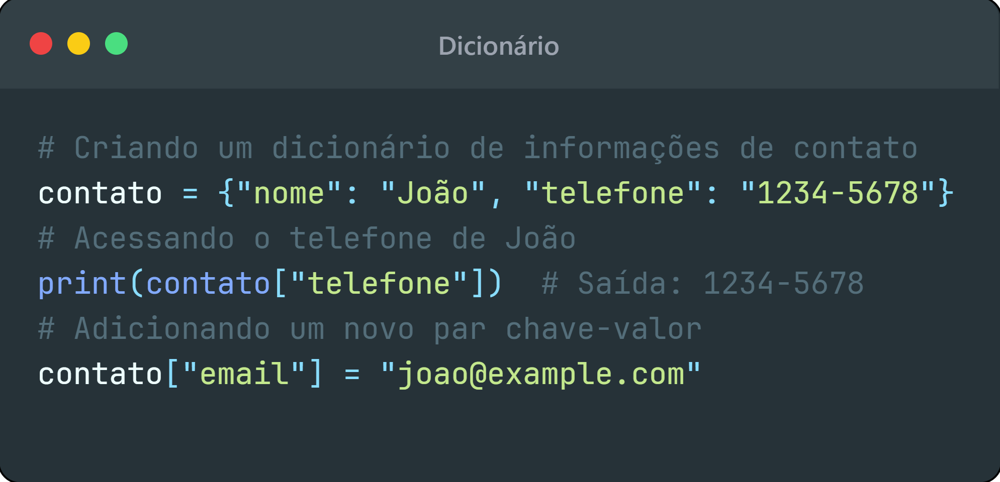 Dicionário
# Criando um dicionário de informações de contato
contato = {"nome": "João", "telefone": "1234-5678"}
# Acessando o telefone de João
print(contato["telefone"])  # Saída: 1234-5678
# Adicionando um novo par chave-valor
contato["email"] = "joao@example.com"